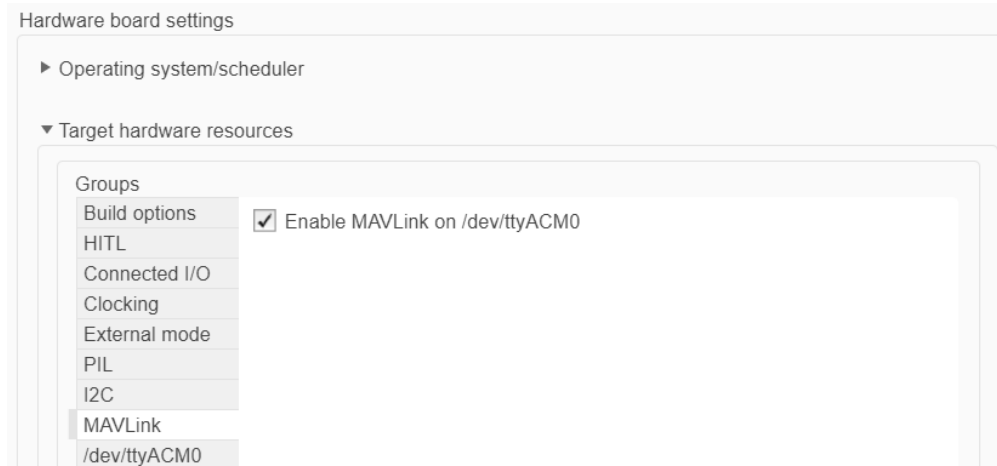 Hardware board settings
Operating system/scheduler
Target hardware resources
Groups
Build options
Enable MAVLink on /dev/ttyACM0
HITL
Connected I/O
Clocking
External mode
PIL
I2C
MAVLink
/dev/ttyACM0